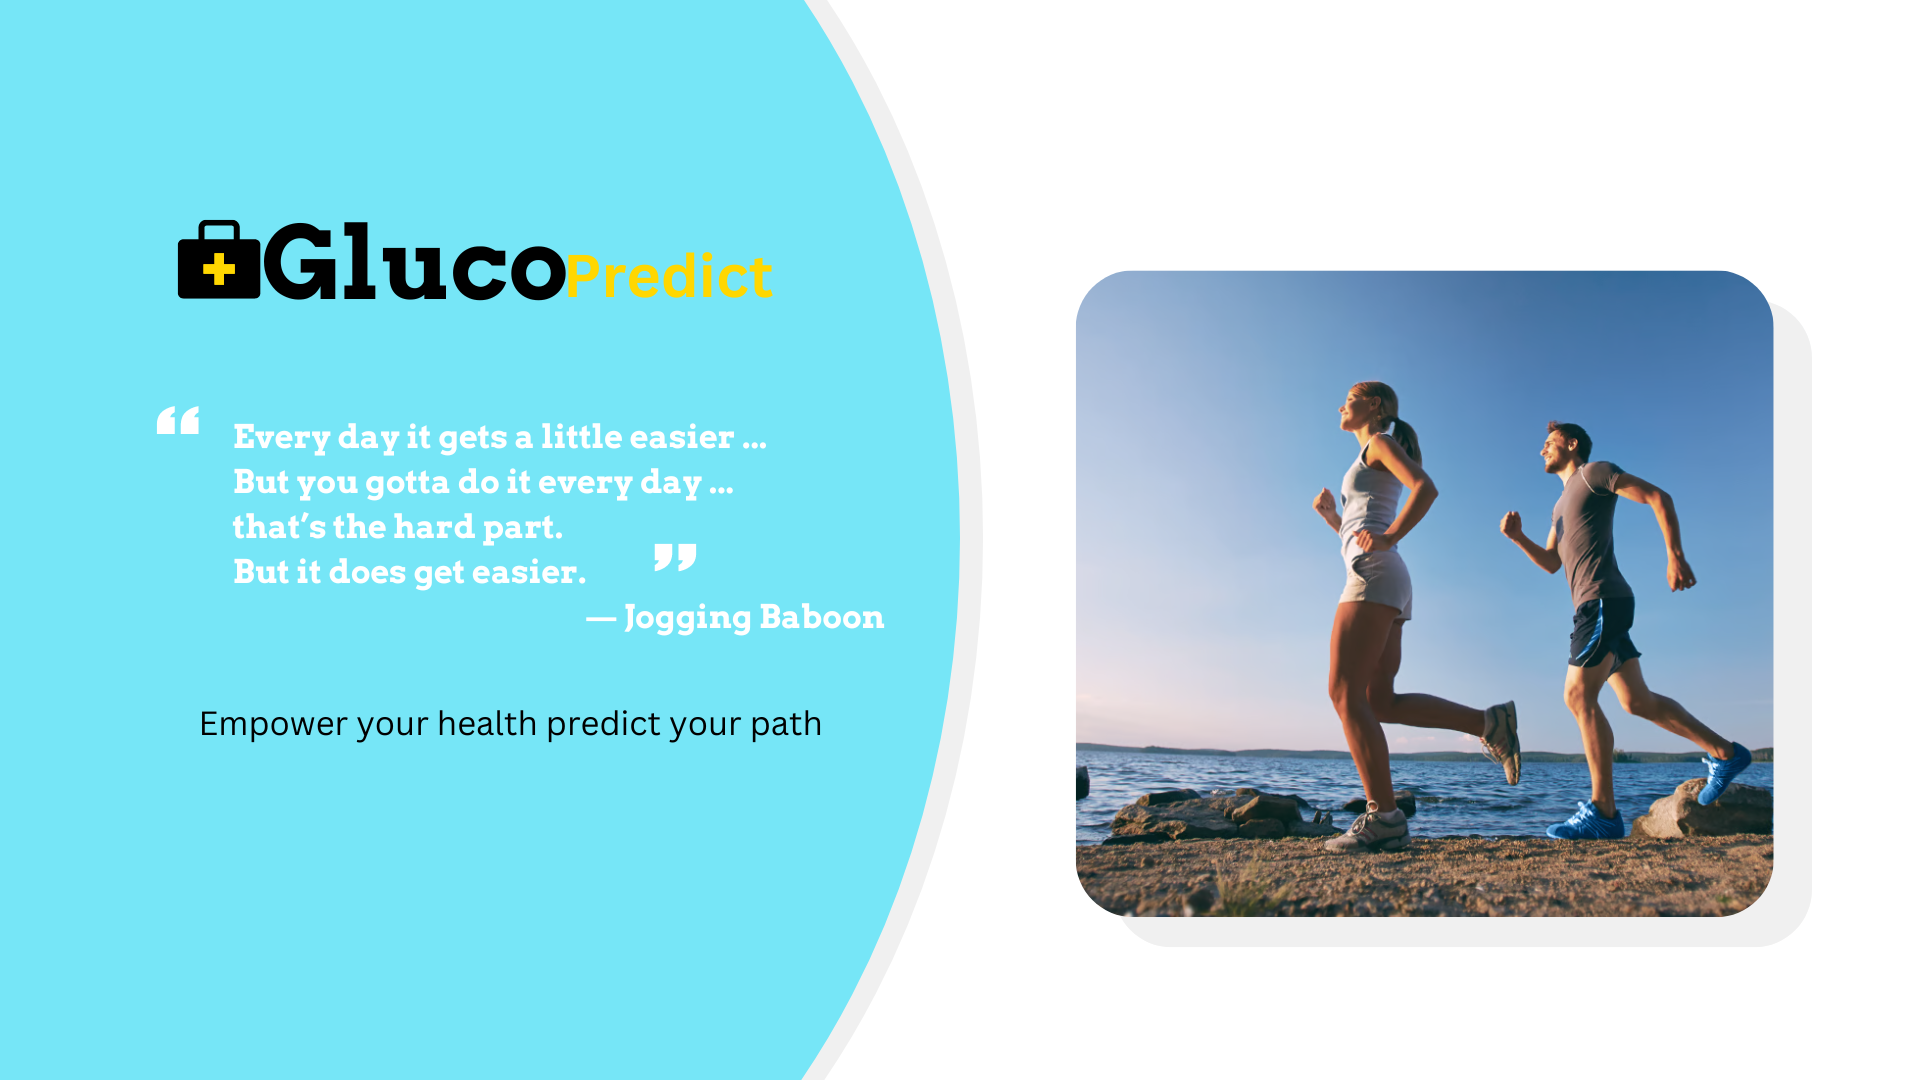 GlucoPredict
“ Every day it gets a little easier ...
But you gotta do it every day ...
that’s the hard part.
But it does get easier. ”
— Jogging Baboon
Empower your health predict your path